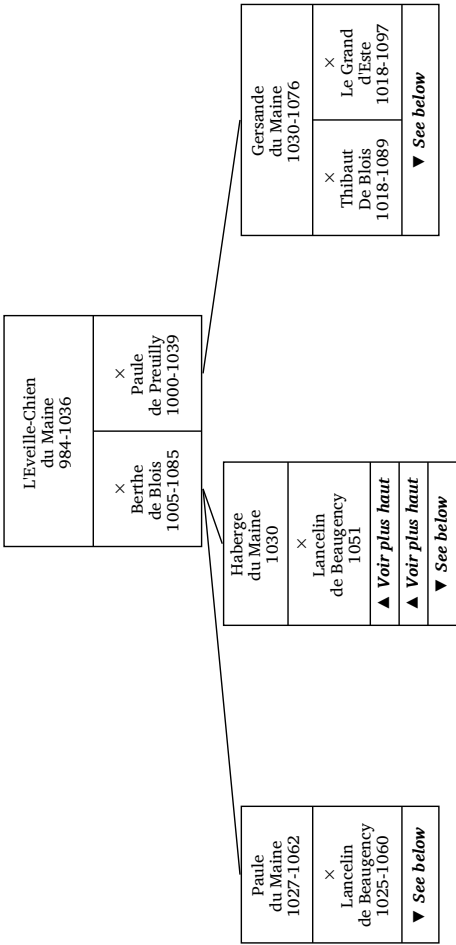 L'Eveille-Chien
du Maine
984-1036
×
Berthe
de Blois
1005-1085
×
Paule
de Preuilly
1000-1039
Paule
du Maine
1027-1062
×
Lancelin
de Beaugency
1025-1060
▼ See below
Haberge
du Maine
1030
×
Lancelin
de Beaugency
1051
▲ Voir plus haut
▲ Voir plus haut
▼ See below
Gersande
du Maine
1030-1076
×
Thibaut
De Blois
1018-1089
×
Le Grand
d'Este
1018-1097
▼ See below